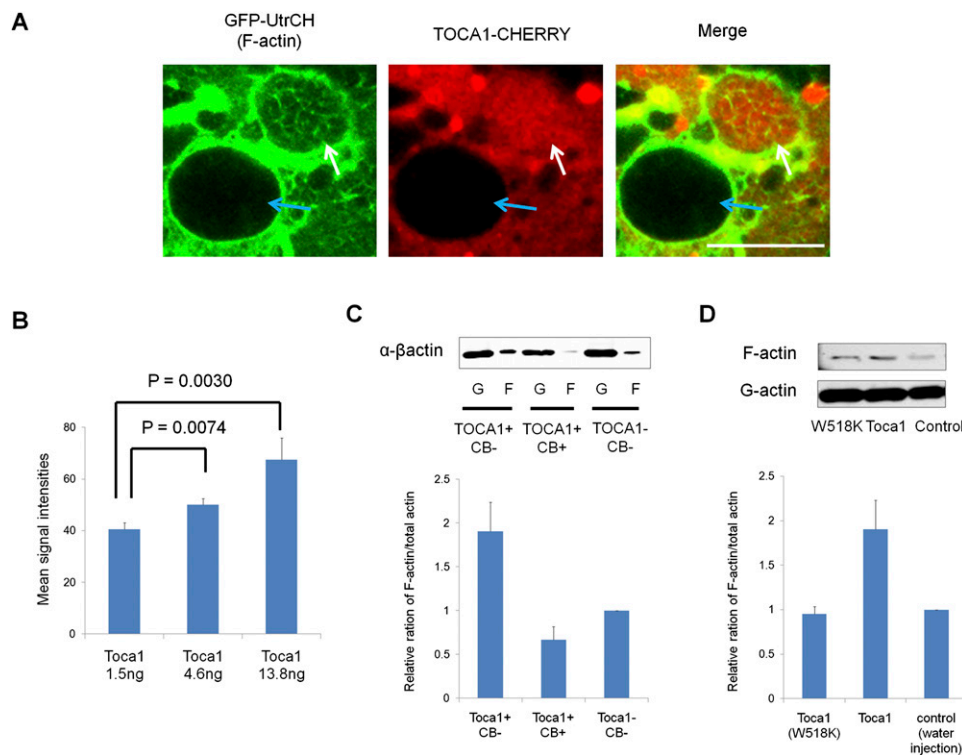 A
GFP-UtrCH
(F-actin)
TOCA1-CHERRY
Merge
B
P = 0.0030
P = 0.0074
Mean signal intensities
80
60
40
20
0
Toca1
1.5ng
Toca1
4.6ng
Toca1
13.8ng
C
α-βactin
G F G F G F
TOCA1+
CB-
TOCA1+
CB+
TOCA1-
CB-
Relative ration of F-actin/total actin
2.5
2
1.5
1
0.5
0
Toca1+
CB-
Toca1+
CB+
Toca1-
CB-
D
F-actin
G-actin
W518K Toca1 Control
Relative ration of F-actin/total actin
2.5
2
1.5
1
0.5
0
Toca1
(W518K)
Toca1
control
(water
injection)